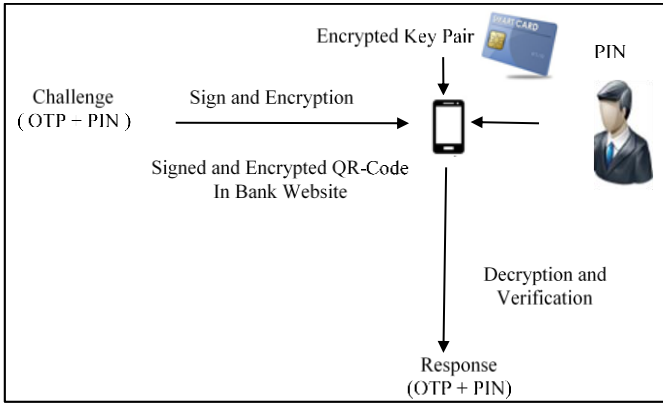 Encrypted Key Pair
SMART CARD
PIN
Challenge
( OTP + PIN )
Sign and Encryption
Signed and Encrypted QR-Code
In Bank Website
Decryption and
Verification
Response
(OTP + PIN)